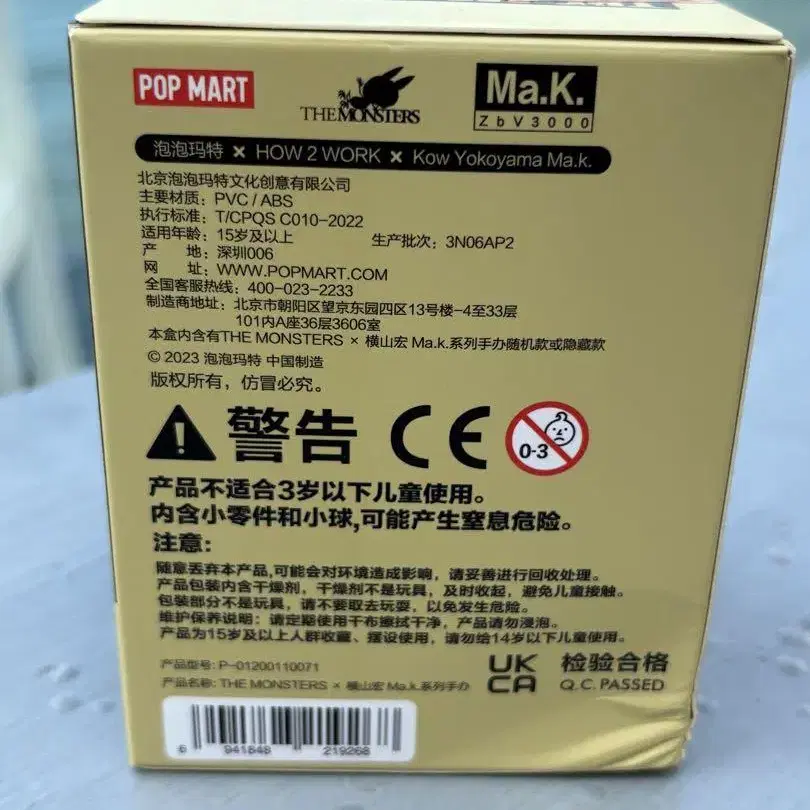 POP MART
THE MONSTERS
Ma.K.
ZbV3000
泡泡玛特 × HOW 2 WORK × Kow Yokoyama Ma.k.
北京泡泡玛特文化创意有限公司
主要材质：PVC / ABS
执行标准：T/CPQS C010-2022
适用年龄：15岁及以上 生产批次：3N06AP2
产 地：深圳006
网 址：WWW.POPMART.COM
全国客服热线：400-023-2233
制造商地址：北京市朝阳区望京东园四区13号楼-4至33层
101内A座36层3606室
本盒内含有THE MONSTERS × 横山宏 Ma.k.系列手办随机款或隐藏款
© 2023 泡泡玛特 中国制造
版权所有，仿冒必究。
警告 CE 0-3
产品不适合3岁以下儿童使用。
内含小零件和小球,可能产生窒息危险。
注意：
随意丢弃本产品,可能会对环境造成影响，请妥善进行回收处理。
产品包装内含干燥剂，干燥剂不是玩具，及时收起，避免儿童接触。
包装部分不是玩具，请不要取去玩耍，以免发生危险。
维护保养说明：请定期使用干布擦拭干净，产品请勿浸泡。
产品为15岁及以上人群收藏、摆设使用，请勿给14岁以下儿童使用。
产品型号：P-01200110071
产品名称：THE MONSTERS × 横山宏 Ma.k.系列手办
UK
CA
检验合格
Q.C. PASSED
6 941848 219268